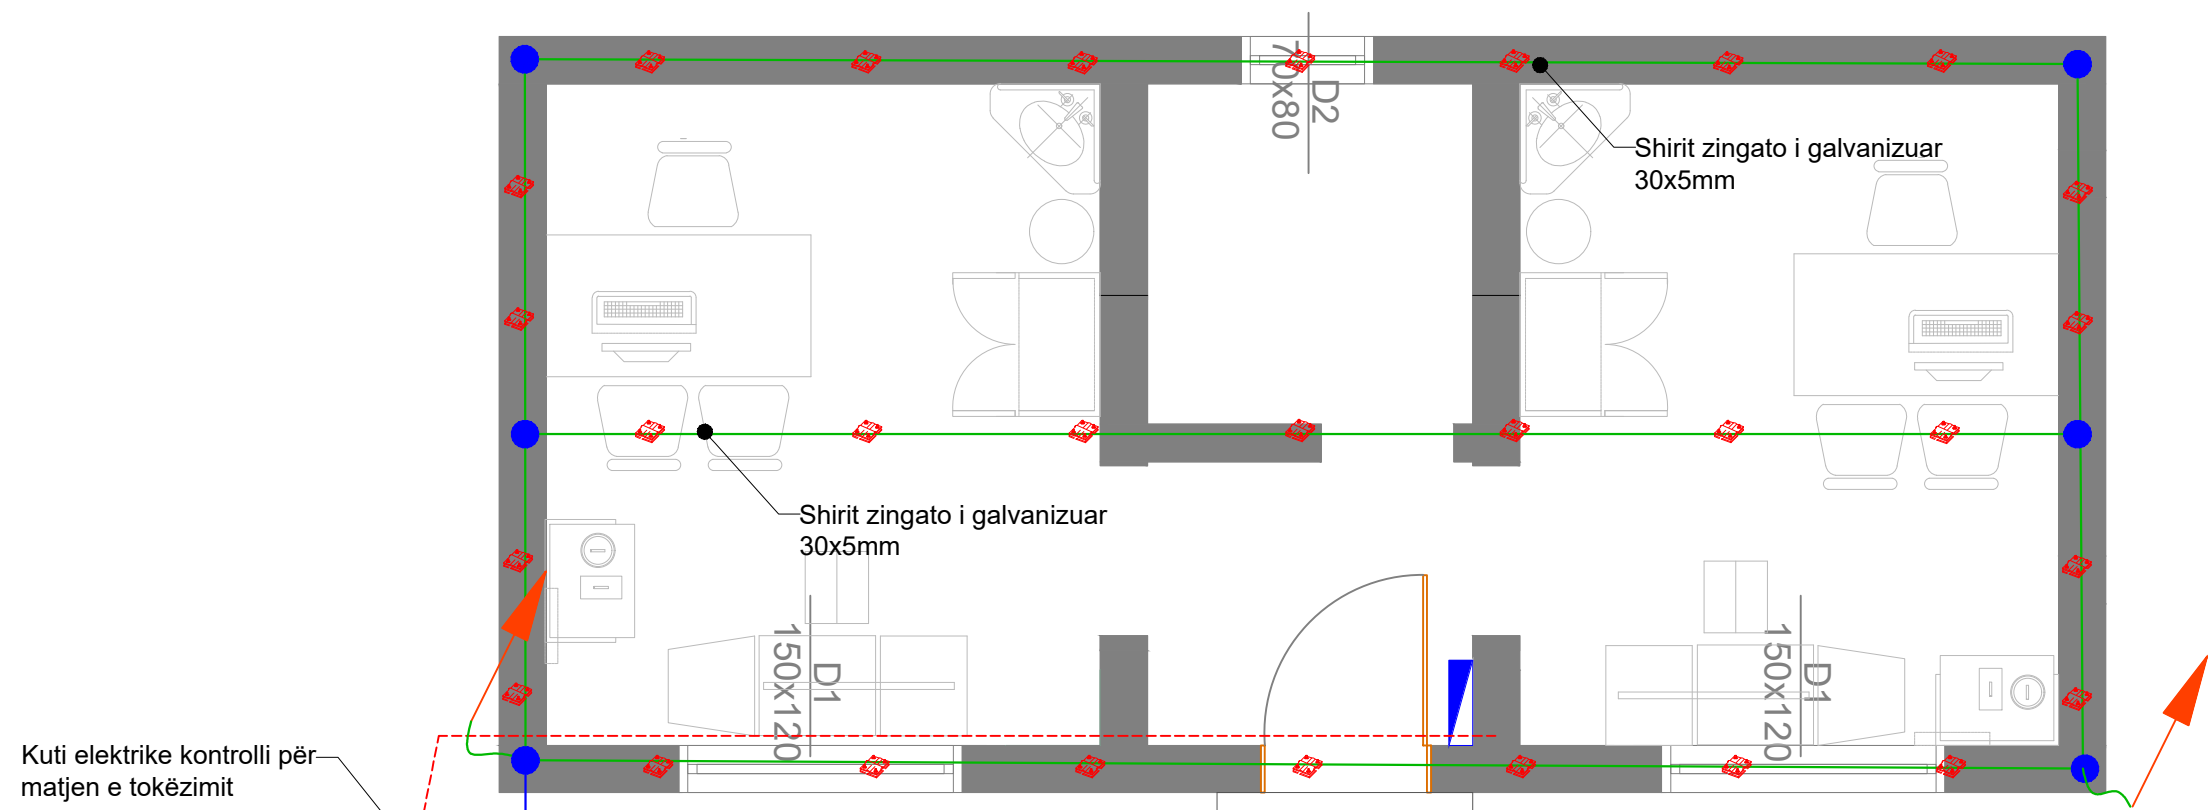 D2
70x80
Shirit zingato i galvanizuar
30x5mm
Shirit zingato i galvanizuar
30x5mm
D1
150x120
D1
150x120
Kuti elektrike kontrolli për
matjen e tokëzimit